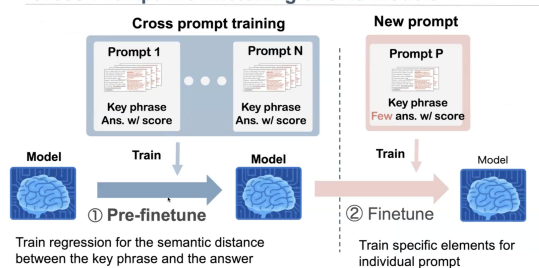 Cross prompt training
New prompt
Prompt 1
Prompt N
Key phrase
Ans. w/ score
Key phrase
Ans. w/ score
Prompt P
Key phrase
Few ans. w/ score
Model
Train
Model
Train
Model
① Pre-finetune
② Finetune
Train regression for the semantic distance
between the key phrase and the answer
Train specific elements for
individual prompt